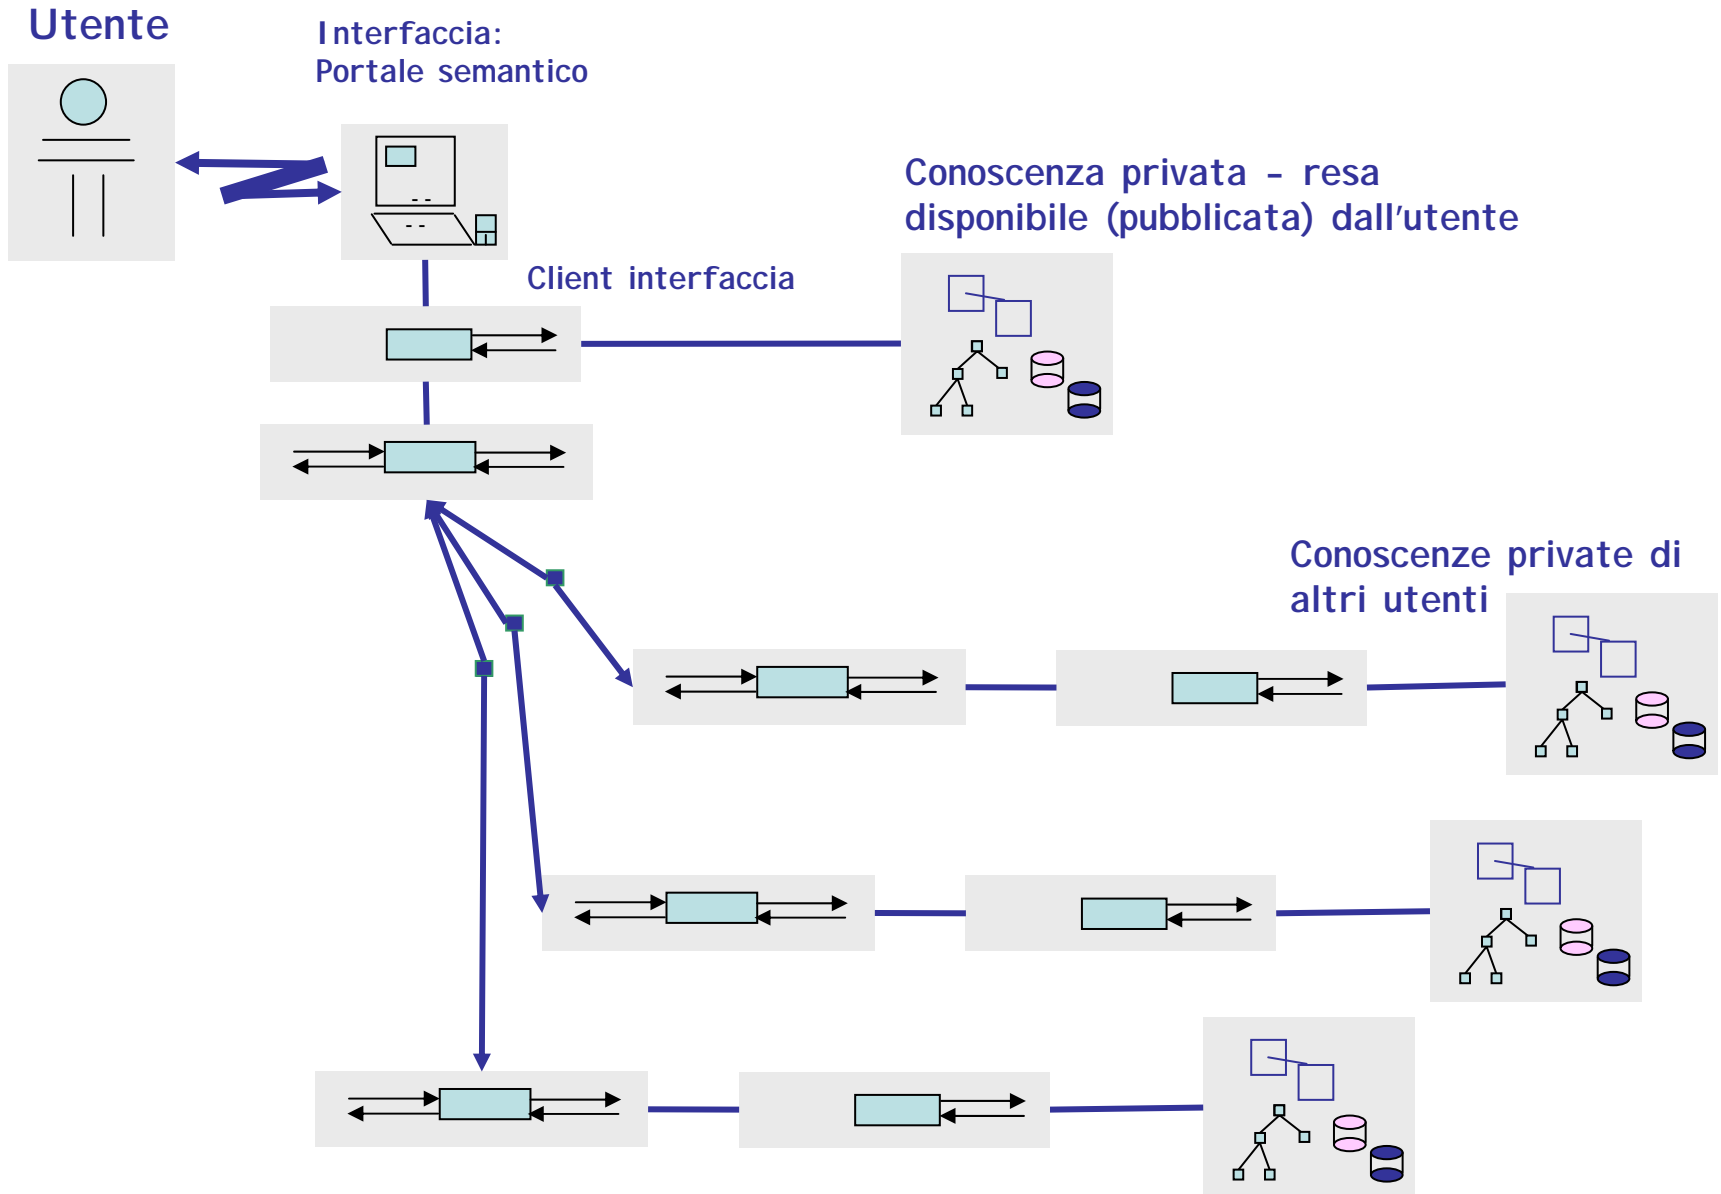 Utente
Interfaccia:
Portale semantico
Conoscenza privata – resa
disponibile (pubblicata) dall'utente
Client interfaccia
Conoscenze private di
altri utenti